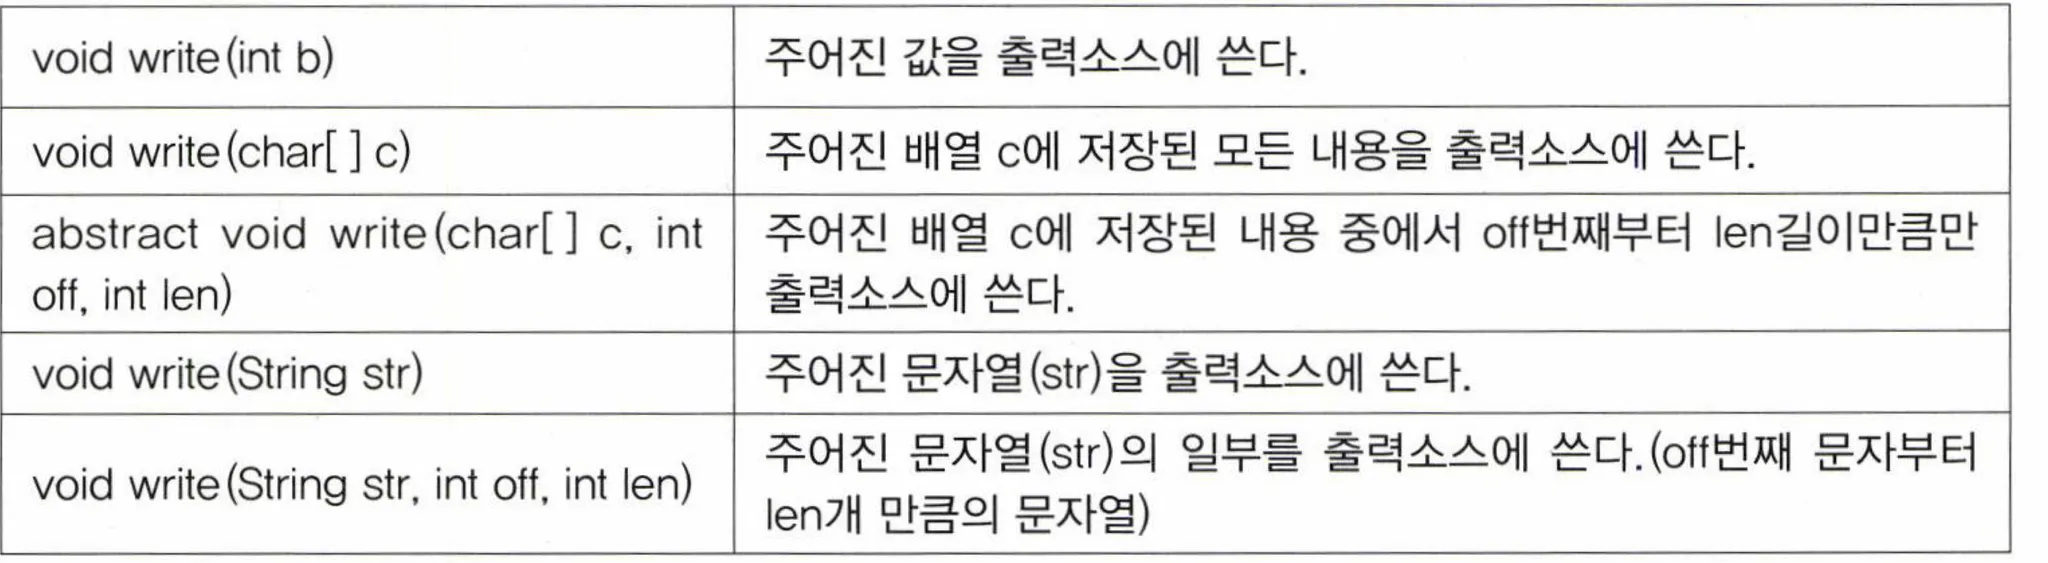 void write(int b)
주어진 값을 출력소스에 쓴다.
void write(char[ ] c)
주어진 배열 c에 저장된 모든 내용을 출력소스에 쓴다.
abstract void write(char[ ] c, int
off, int len)
주어진 배열 c에 저장된 내용 중에서 off번째부터 len길이만큼만
출력소스에 쓴다.
void write(String str)
주어진 문자열(str)을 출력소스에 쓴다.
void write(String str, int off, int len)
주어진 문자열(str)의 일부를 출력소스에 쓴다.(off번째 문자부터
len개 만큼의 문자열)